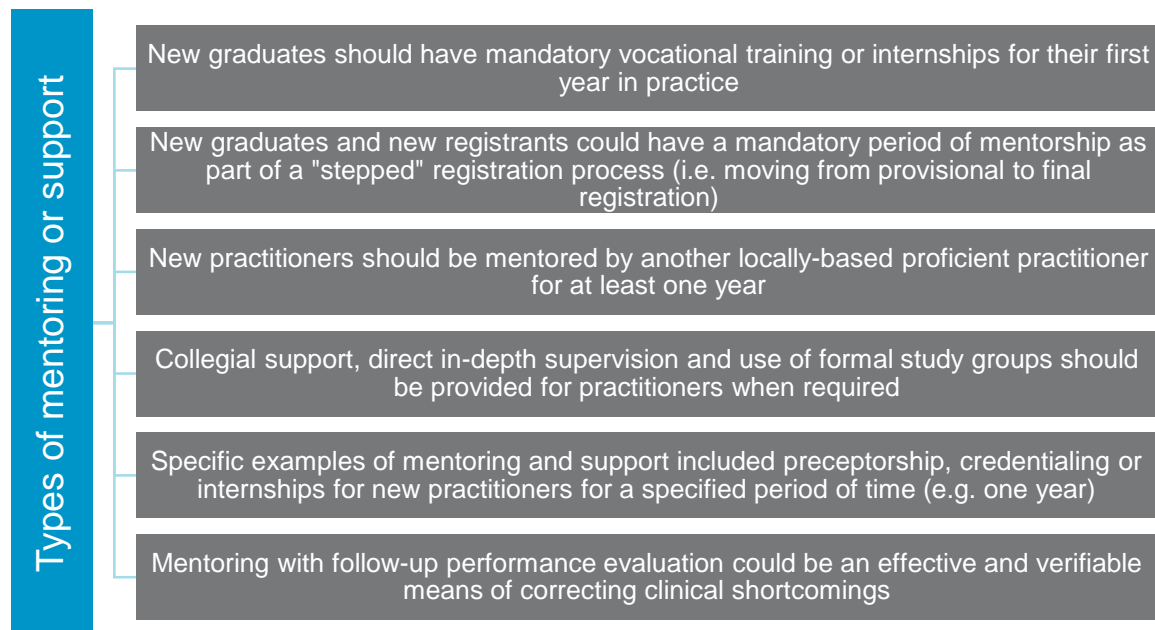 Types of mentoring or support
New graduates should have mandatory vocational training or internships for their first
year in practice
New graduates and new registrants could have a mandatory period of mentorship as
part of a "stepped" registration process (i.e. moving from provisional to final
registration)
New practitioners should be mentored by another locally-based proficient practitioner
for at least one year
Collegial support, direct in-depth supervision and use of formal study groups should
be provided for practitioners when required
Specific examples of mentoring and support included preceptorship, credentialing or
internships for new practitioners for a specified period of time (e.g. one year)
Mentoring with follow-up performance evaluation could be an effective and verifiable
means of correcting clinical shortcomings